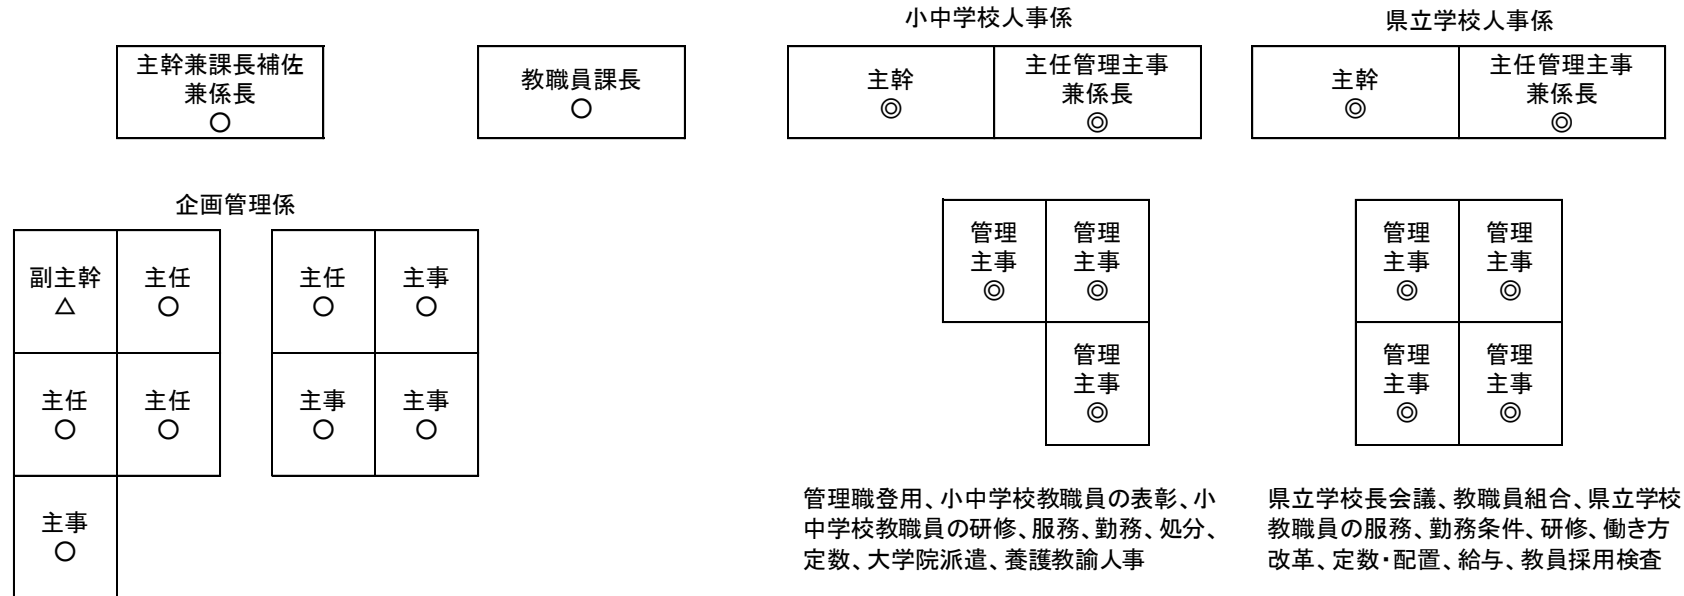 小中学校人事係
県立学校人事係
主幹兼課長補佐
兼係長
○
教職員課長
○
主幹
◎
主任管理主事
兼係長
◎
主幹
◎
主任管理主事
兼係長
◎
企画管理係
副主幹
△
主任
○
主任
○
主事
○
主任
○
主任
○
主事
○
主事
○
主事
○
管理
主事
◎
管理
主事
◎
管理
主事
◎
管理
主事
◎
管理
主事
◎
管理
主事
◎
管理
主事
◎
管理職登用、小中学校教職員の表彰、小
中学校教職員の研修、服務、勤務、処分、
定数、大学院派遣、養護教諭人事
県立学校長会議、教職員組合、県立学校
教職員の服務、勤務条件、研修、働き方
改革、定数・配置、給与、教員採用検査